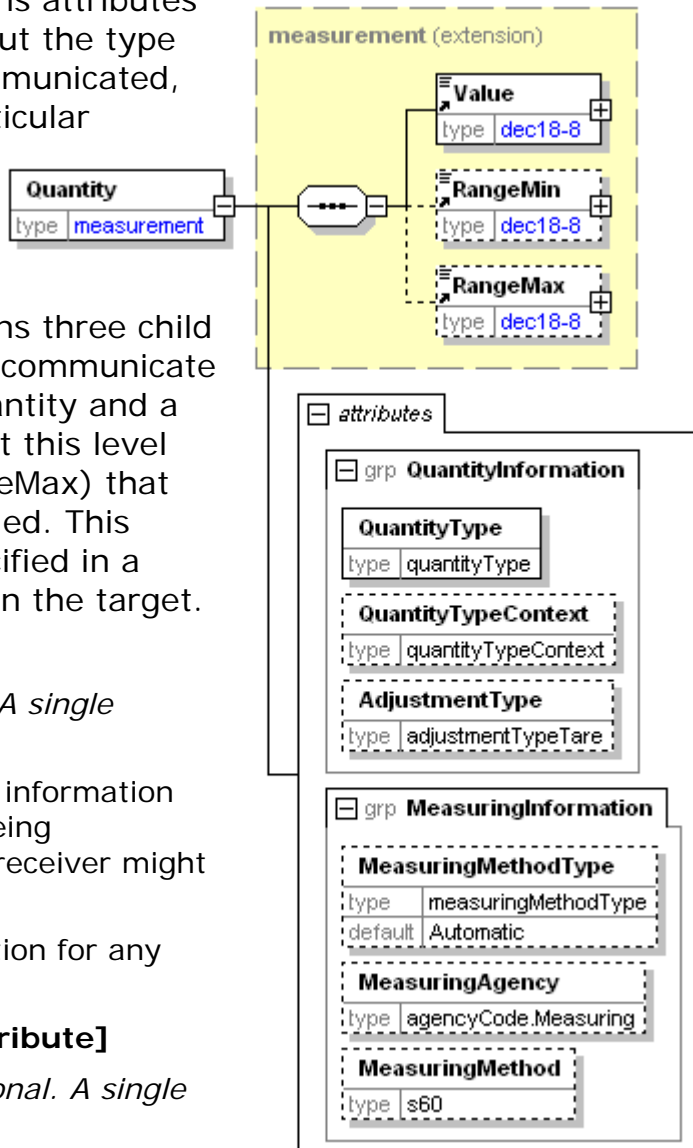 is attributes
ut the type
municated,
ticular
ns three child
communicate
antity and a
t this level
eMax) that
ed. This
ified in a
n the target.
A single
information
eing
receiver might
ion for any
ribute]
onal. A single
measurement (extension)
Quantity
type measurement
Value
type dec18-8
RangeMin
type dec18-8
RangeMax
type dec18-8
attributes
grp QuantityInformation
QuantityType
type quantityType
QuantityTypeContext
type quantityTypeContext
AdjustmentType
type adjustmentTypeTare
grp MeasuringInformation
MeasuringMethodType
type measuringMethodType
default Automatic
MeasuringAgency
type agencyCode.Measuring
MeasuringMethod
type s60